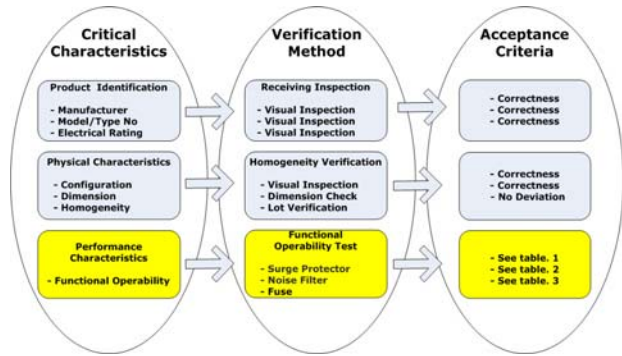 Critical
Characteristics
Product Identification
- Manufacturer
- Model/Type No
- Electrical Rating
Physical Characteristics
- Configuration
- Dimension
- Homogeneity
Performance
Characteristics
- Functional Operability
Verification
Method
Receiving Inspection
- Visual Inspection
- Visual Inspection
- Visual Inspection
Homogeneity Verification
- Visual Inspection
- Dimension Check
- Lot Verification
Functional
Operability Test
- Surge Protector
- Noise Filter
- Fuse
Acceptance
Criteria
- Correctness
- Correctness
- Correctness
- Correctness
- Correctness
- No Deviation
- See table. 1
- See table. 2
- See table. 3